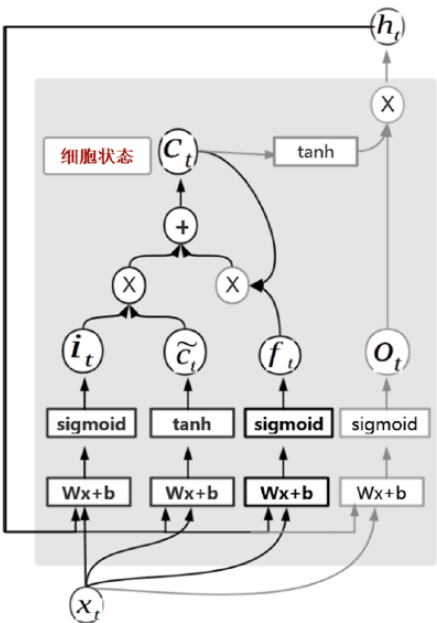 h_t
X
细胞状态
C_t
tanh
+
X
X
i_t
c̃_t
f_t
o_t
sigmoid
tanh
sigmoid
sigmoid
Wx+b
Wx+b
Wx+b
Wx+b
x_t